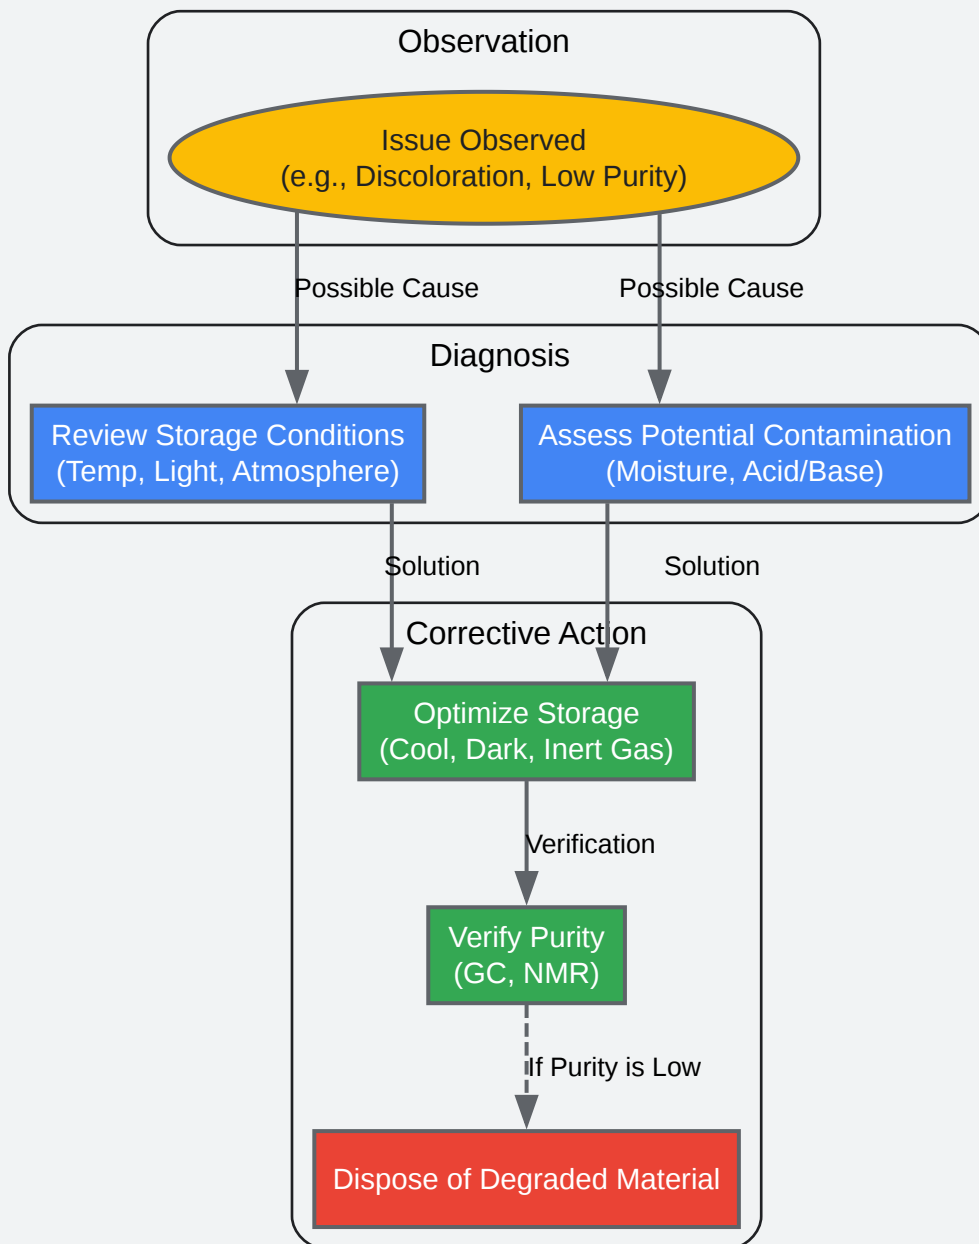 Observation
Issue Observed
(e.g., Discoloration, Low Purity)
Possible Cause
Possible Cause
Diagnosis
Review Storage Conditions
(Temp, Light, Atmosphere)
Assess Potential Contamination
(Moisture, Acid/Base)
Solution
Solution
Corrective Action
Optimize Storage
(Cool, Dark, Inert Gas)
Verification
Verify Purity
(GC, NMR)
If Purity is Low
Dispose of Degraded Material